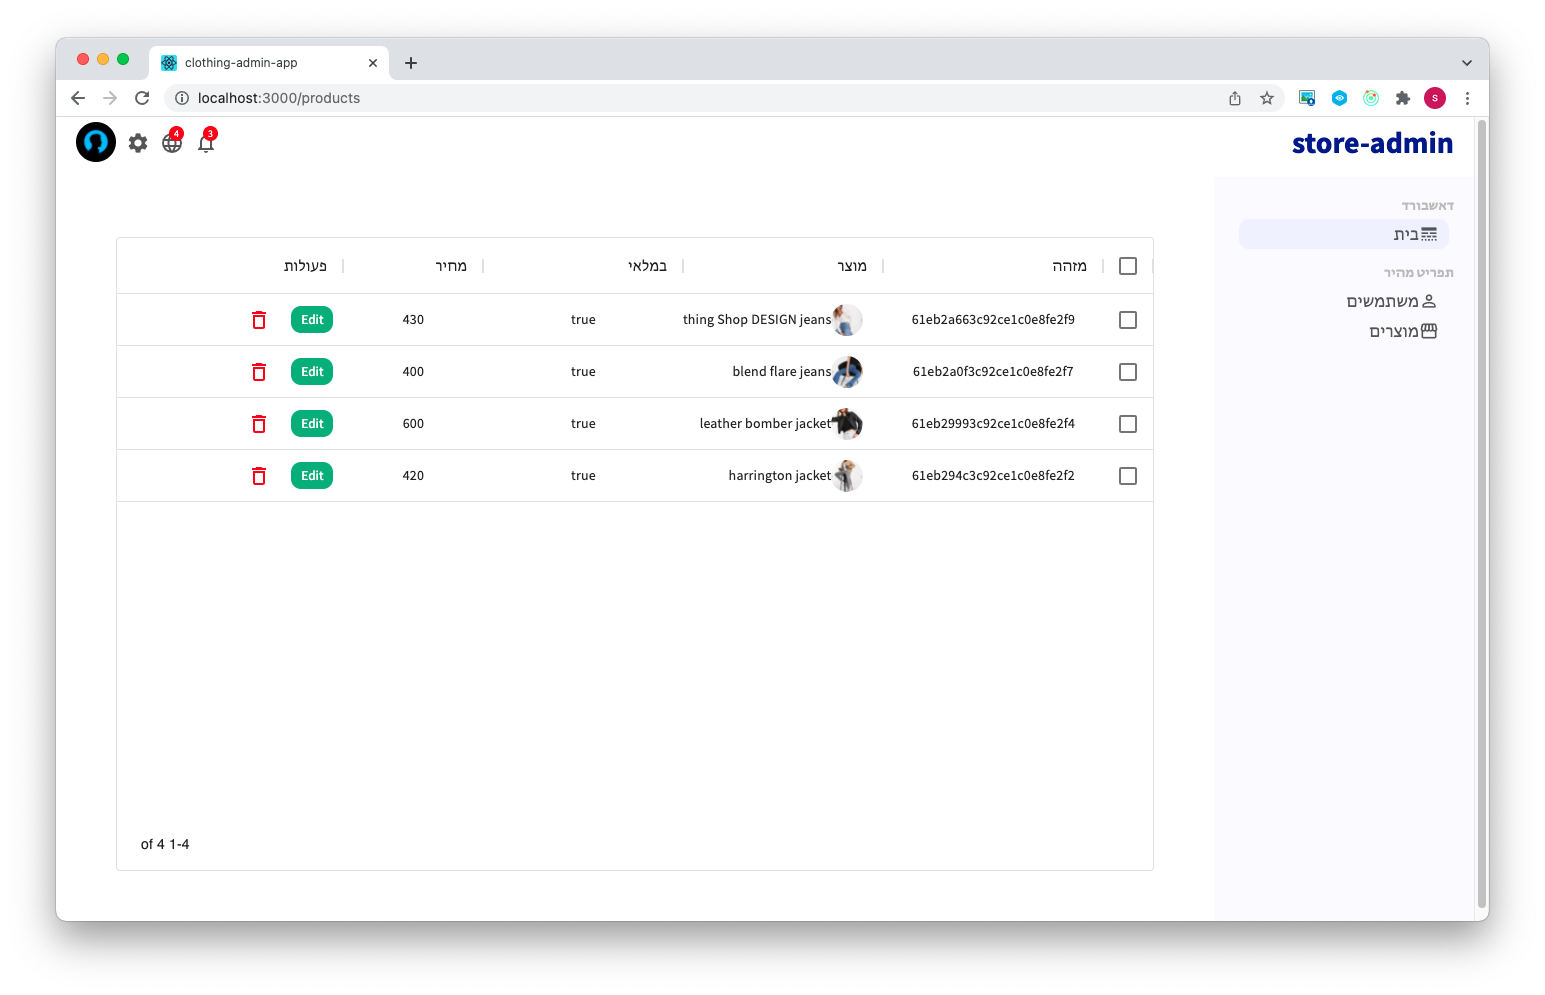 clothing-admin-app
localhost:3000/products
4
3
store-admin
S
דאשבורד
בית
תפריט מהיר
משתמשים
מוצרים
מזהה מוצר במלאי מחיר פעולות
61eb2a663c92ce1c0e8fe2f9 thing Shop DESIGN jeans true 430 Edit
61eb2a0f3c92ce1c0e8fe2f7 blend flare jeans true 400 Edit
61eb29993c92ce1c0e8fe2f4 leather bomber jacket true 600 Edit
61eb294c3c92ce1c0e8fe2f2 harrington jacket true 420 Edit
of 4 1-4